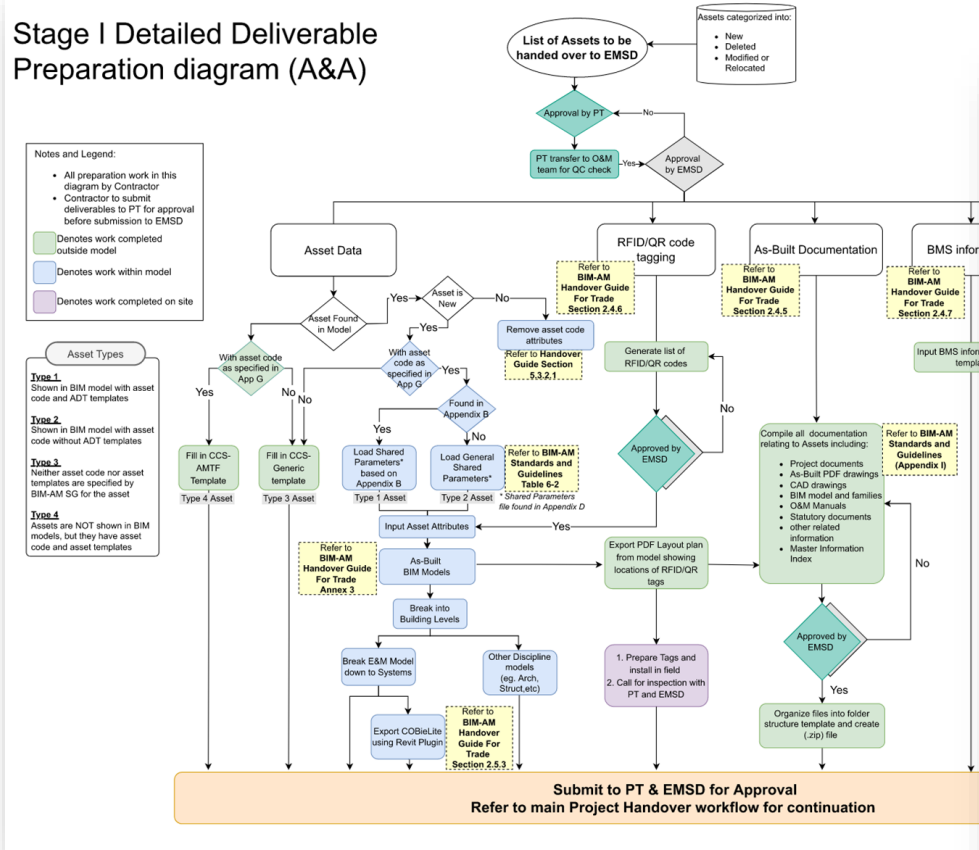 Stage I Detailed Deliverable
Preparation diagram (A&A)
List of Assets to be
handed over to EMSD
Assets categorized into:
• New
• Deleted
• Modified or
Relocated
Approval by PT
No
PT transfer to O&M
team for QC check
Yes
Approval
by EMSD
Notes and Legend:
• All preparation work in this
diagram by Contractor
• Contractor to submit
deliverables to PT for approval
before submission to EMSD
Denotes work completed
outside model
Denotes work within model
Denotes work completed on site
Asset Types
Type 1
Shown in BIM model with asset
code and ADT templates
Type 2
Shown in BIM model with asset
code without ADT templates
Type 3
Neither asset code nor asset
templates are specified by
BIM-AM SG for the asset
Type 4
Assets are NOT shown in BIM
models, but they have asset
code and asset templates
Asset Data
Asset Found
in Model
Yes
Asset is
New
No
Yes
Remove asset code
attributes
Refer to Handover
Guide Section
5.3.2.1
With asset code
as specified in
App G
Yes
No
With asset
code as
specified in
App G
No
Yes
Found in
Appendix B
Yes
No
Fill in CCS-
AMTF
Template
Type 4 Asset
Fill in CCS-
Generic
template
Type 3 Asset
Load Shared
Parameters*
based on
Appendix B
Type 1 Asset
Load General
Shared
Parameters*
Type 2 Asset
Refer to BIM-AM
Standards and
Guidelines
Table 6-2
* Shared Parameters
file found in Appendix D
Input Asset Attributes
Yes
Refer to
BIM-AM
Handover Guide
For Trade
Annex 3
As-Built
BIM Models
Break into
Building Levels
Break E&M Model
down to Systems
Other Discipline
models
(eg. Arch,
Struct,etc)
Export COBieLite
using Revit Plugin
Refer to
BIM-AM
Handover
Guide For
Trade
Section 2.5.3
RFID/QR code
tagging
Refer to
BIM-AM
Handover Guide
For Trade
Section 2.4.6
Generate list of
RFID/QR codes
No
Approved by
EMSD
Export PDF Layout plan
from model showing
locations of RFID/QR
tags
1. Prepare Tags and
install in field
2. Call for inspection with
PT and EMSD
As-Built Documentation
Refer to
BIM-AM
Handover Guide
For Trade
Section 2.4.5
Compile all documentation
relating to Assets including:
• Project documents
• As-Built PDF drawings
• CAD drawings
• BIM model and families
• O&M Manuals
• Statutory documents
• other related
information
• Master Information
Index
Refer to BIM-AM
Standards and
Guidelines
(Appendix I)
No
Approved by
EMSD
Yes
Organize files into folder
structure template and create
(.zip) file
BMS infor
Refer to
BIM-AM
Handover Guide
For Trade
Section 2.4.7
Input BMS infor
templa
Submit to PT & EMSD for Approval
Refer to main Project Handover workflow for continuation